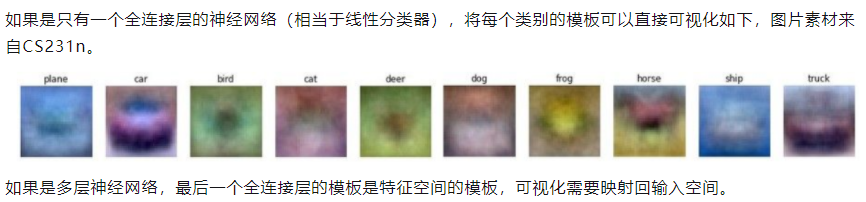 如果是只有一个全连接层的神经网络（相当于线性分类器），将每个类别的模板可以直接可视化如下，图片素材来
自CS231n。
plane car bird cat deer dog frog horse ship truck
如果是多层神经网络，最后一个全连接层的模板是特征空间的模板，可视化需要映射回输入空间。